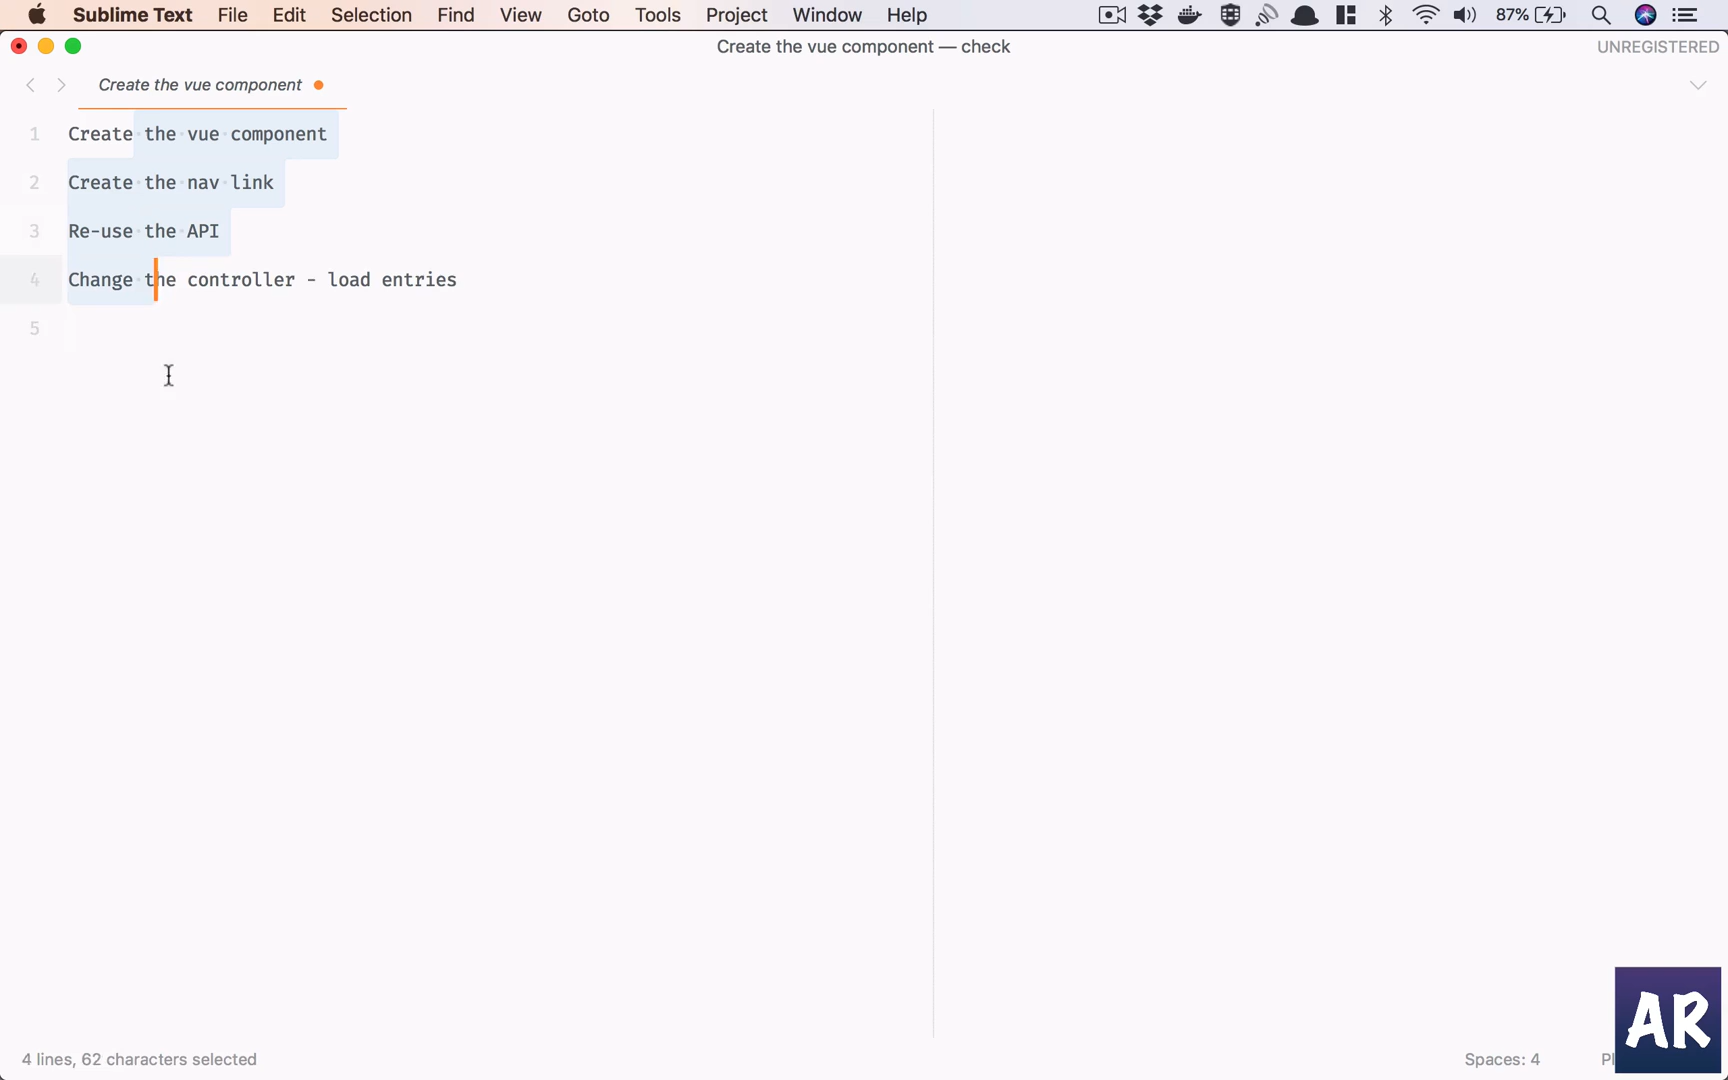 Sublime Text File Edit Selection Find View Goto Tools Project Window Help 87%
Create the vue component — check UNREGISTERED
Create the vue component
1 Create the vue component
2 Create the nav link
3 Re-use the API
4 Change the controller - load entries
5
4 lines, 62 characters selected Spaces: 4
AR